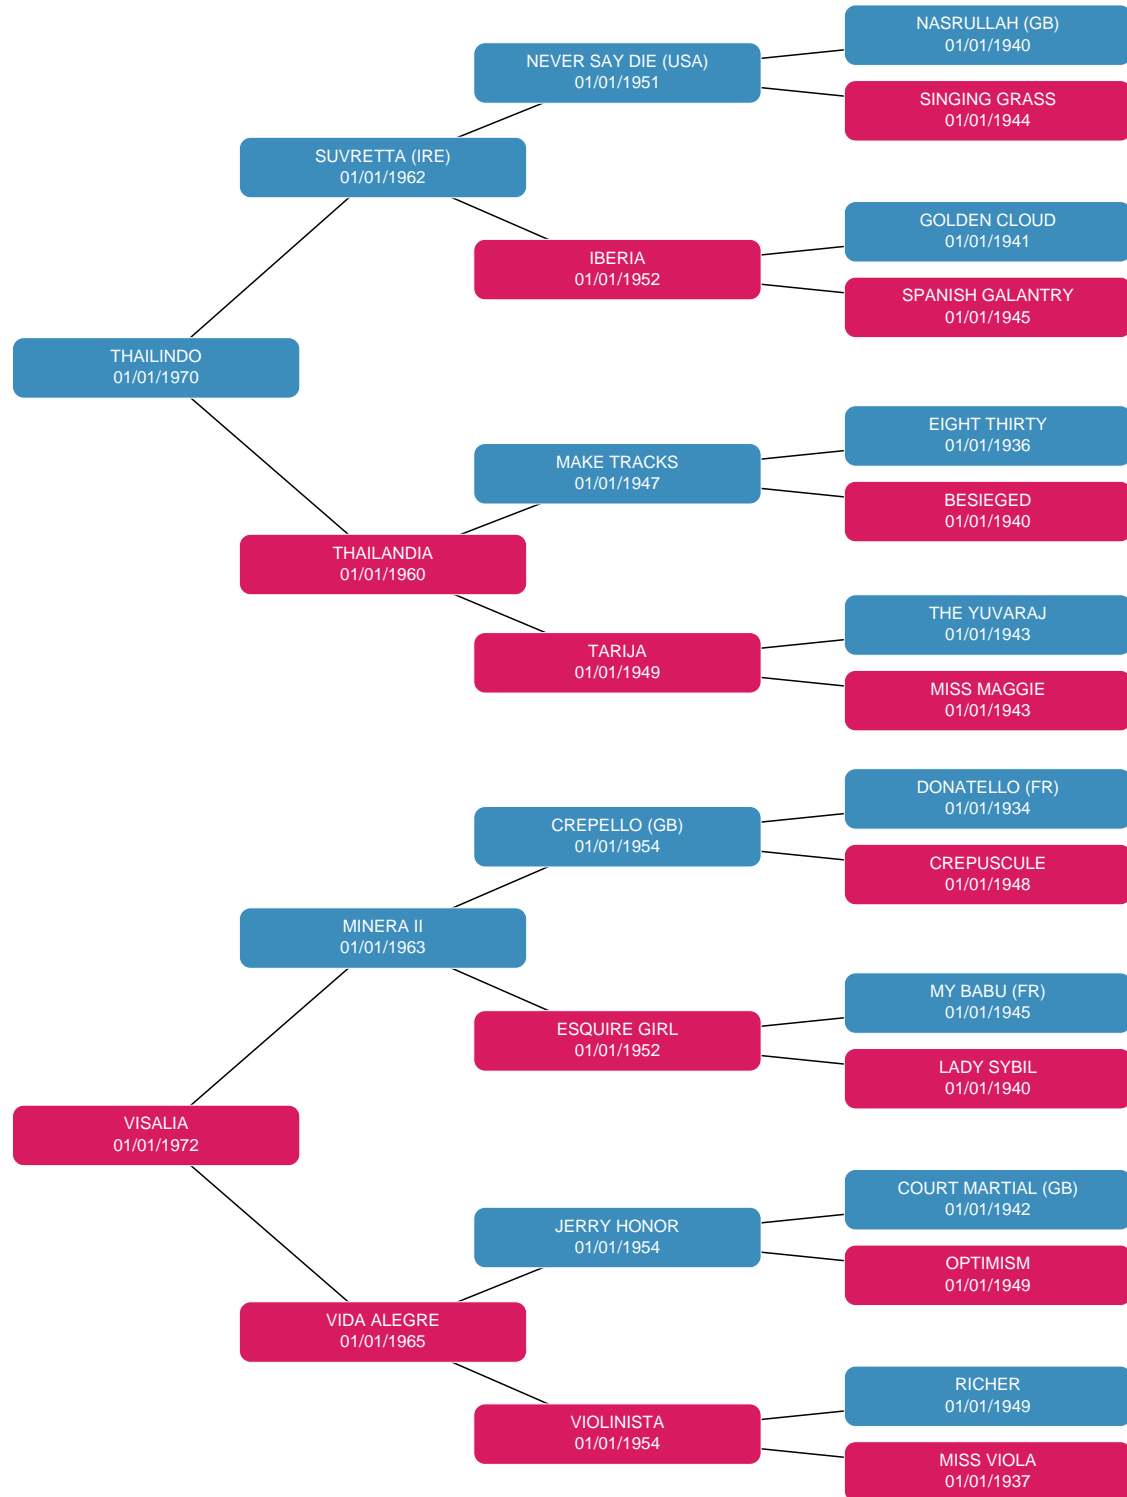 NASRULLAH (GB)
01/01/1940
NEVER SAY DIE (USA)
01/01/1951
SINGING GRASS
01/01/1944
SUVRETTA (IRE)
01/01/1962
GOLDEN CLOUD
01/01/1941
IBERIA
01/01/1952
SPANISH GALANTRY
01/01/1945
THAILINDO
01/01/1970
EIGHT THIRTY
01/01/1936
MAKE TRACKS
01/01/1947
BESIEGED
01/01/1940
THAILANDIA
01/01/1960
THE YUVARAJ
01/01/1943
TARIJA
01/01/1949
MISS MAGGIE
01/01/1943
DONATELLO (FR)
01/01/1934
CREPELLO (GB)
01/01/1954
CREPUSCULE
01/01/1948
MINERA II
01/01/1963
MY BABU (FR)
01/01/1945
ESQUIRE GIRL
01/01/1952
LADY SYBIL
01/01/1940
VISALIA
01/01/1972
COURT MARTIAL (GB)
01/01/1942
JERRY HONOR
01/01/1954
OPTIMISM
01/01/1949
VIDA ALEGRE
01/01/1965
RICHER
01/01/1949
VIOLINISTA
01/01/1954
MISS VIOLA
01/01/1937